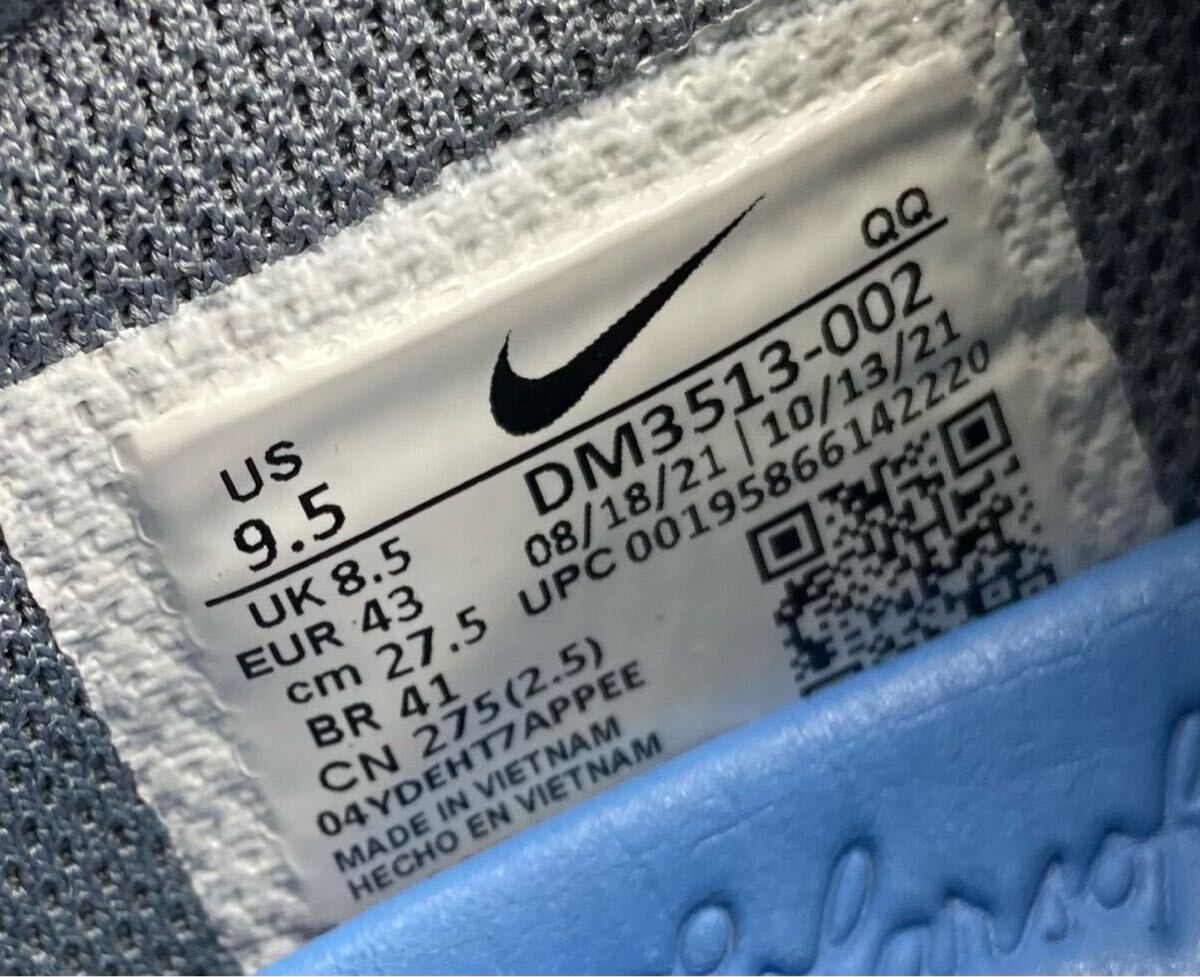 QQ
US
9.5
DM3513-002
08/18/21 | 10/13/21
UPC 00195866142220
UK 8.5
EUR 43
cm 27.5
BR 41
CN 275(2.5)
04YDEHT7APPEE
MADE IN VIETNAM
HECHO EN VIETNAM